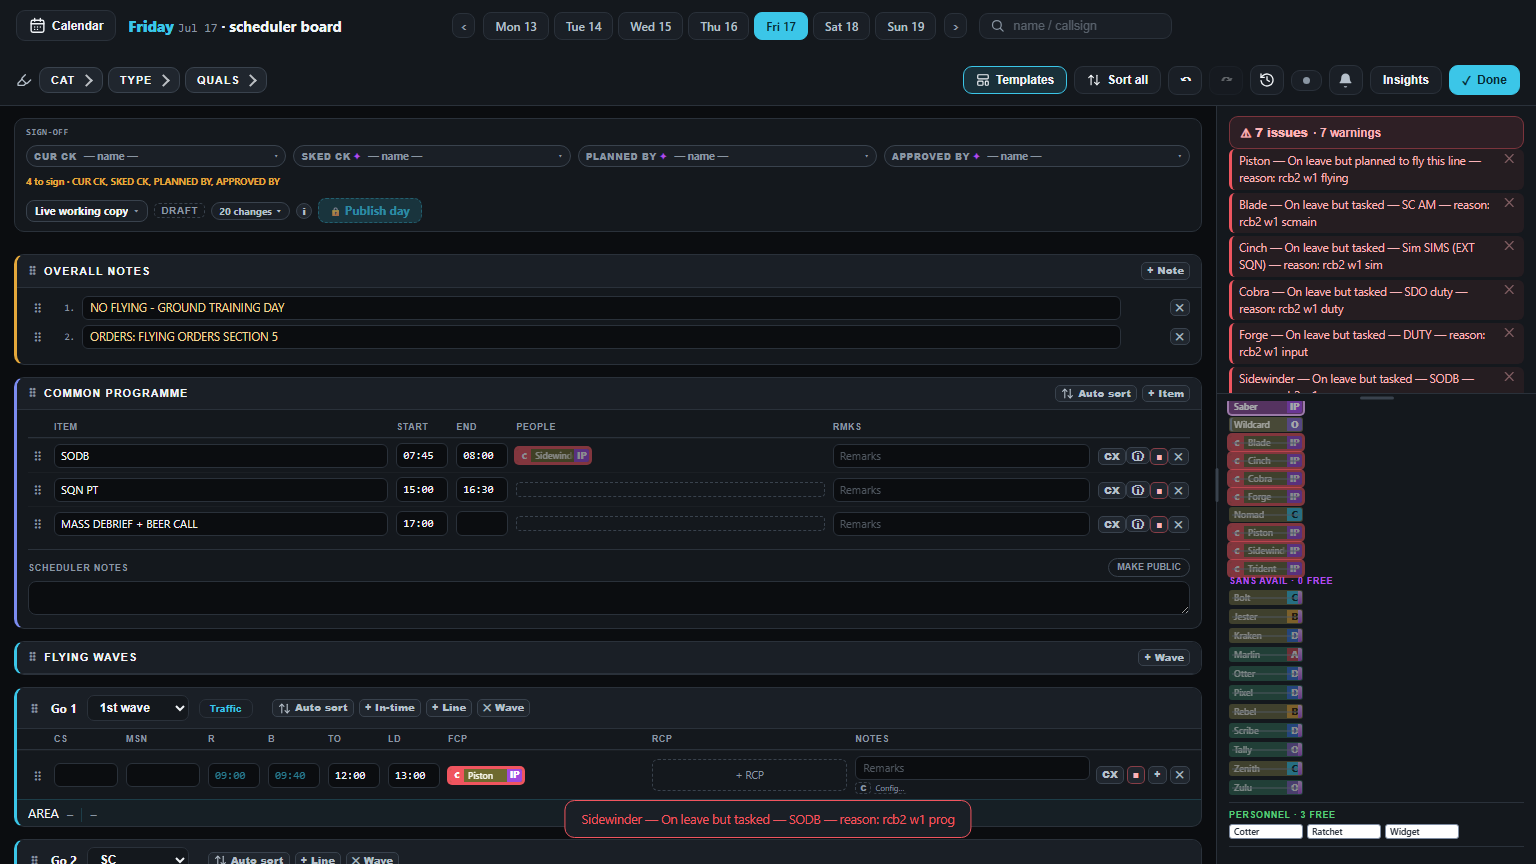 Calendar
Friday Jul 17 · scheduler board
‹ Mon 13 Tue 14 Wed 15 Thu 16 Fri 17 Sat 18 Sun 19 ›
name / callsign
CAT TYPE QUALS
Templates Sort all Insights ✓ Done
SIGN-OFF
CUR CK — name —
SKED CK ✦ — name —
PLANNED BY ✦ — name —
APPROVED BY ✦ — name —
4 to sign · CUR CK, SKED CK, PLANNED BY, APPROVED BY
Live working copy DRAFT 20 changes i Publish day
OVERALL NOTES + Note
1. NO FLYING - GROUND TRAINING DAY
2. ORDERS: FLYING ORDERS SECTION 5
COMMON PROGRAMME Auto sort + Item
ITEM START END PEOPLE RMKS
SODB 07:45 08:00 C Sidewind IP Remarks CX
SQN PT 15:00 16:30 Remarks CX
MASS DEBRIEF + BEER CALL 17:00 Remarks CX
SCHEDULER NOTES MAKE PUBLIC
FLYING WAVES + Wave
Go 1 1st wave Traffic Auto sort + In-time + Line ✕ Wave
CS MSN R B TO LD FCP RCP NOTES
09:00 09:40 12:00 13:00 C Piston IP + RCP Remarks CX
C Config...
AREA – | –
Go 2 SC Auto sort + Line ✕ Wave
Sidewinder — On leave but tasked — SODB — reason: rcb2 w1 prog
⚠ 7 issues · 7 warnings
Piston — On leave but planned to fly this line —
reason: rcb2 w1 flying
Blade — On leave but tasked — SC AM — reason:
rcb2 w1 scmain
Cinch — On leave but tasked — Sim SIMS (EXT
SQN) — reason: rcb2 w1 sim
Cobra — On leave but tasked — SDO duty —
reason: rcb2 w1 duty
Forge — On leave but tasked — DUTY — reason:
rcb2 w1 input
Sidewinder — On leave but tasked — SODB —
Saber IP
Wildcard O
C Blade IP
C Cinch IP
C Cobra IP
C Forge IP
Nomad C
C Piston IP
C Sidewind IP
C Trident IP
SANS AVAIL · 0 FREE
Bolt C
Jester B
Kraken D
Marlin A
Otter D
Pixel D
Rebel B
Scribe D
Tally O
Zenith C
Zulu O
PERSONNEL · 3 FREE
Cotter Ratchet Widget